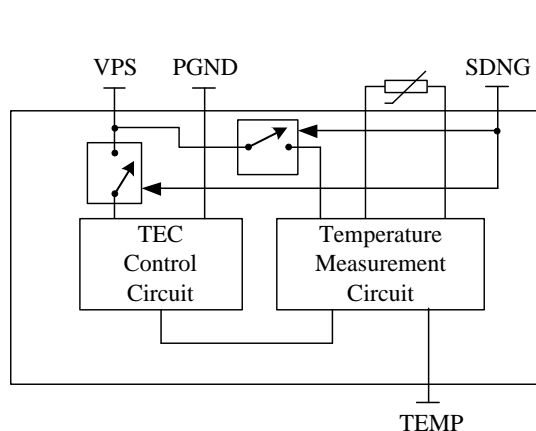 VPS PGND SDNG
TEC
Control
Circuit
Temperature
Measurement
Circuit
TEMP